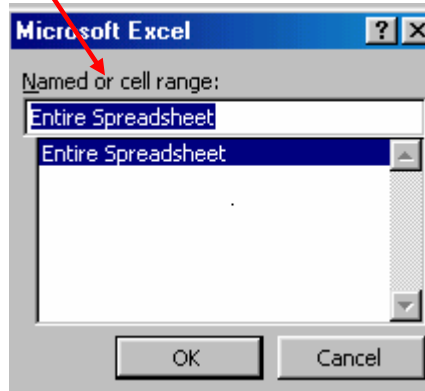 Microsoft Excel ? X
Named or cell range:
Entire Spreadsheet
Entire Spreadsheet
OK Cancel